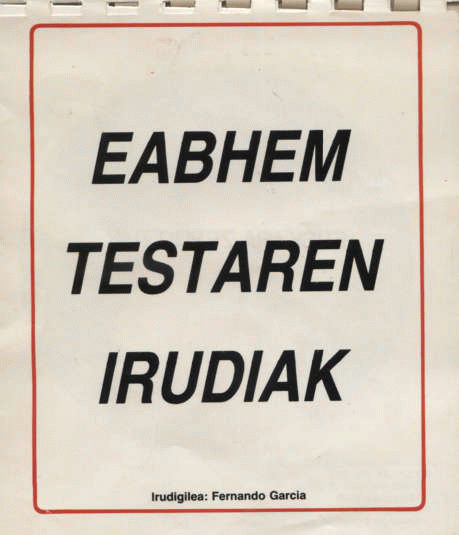 EABHEM
TESTAREN
IRUDIAK
Irudigilea: Fernando Garcia